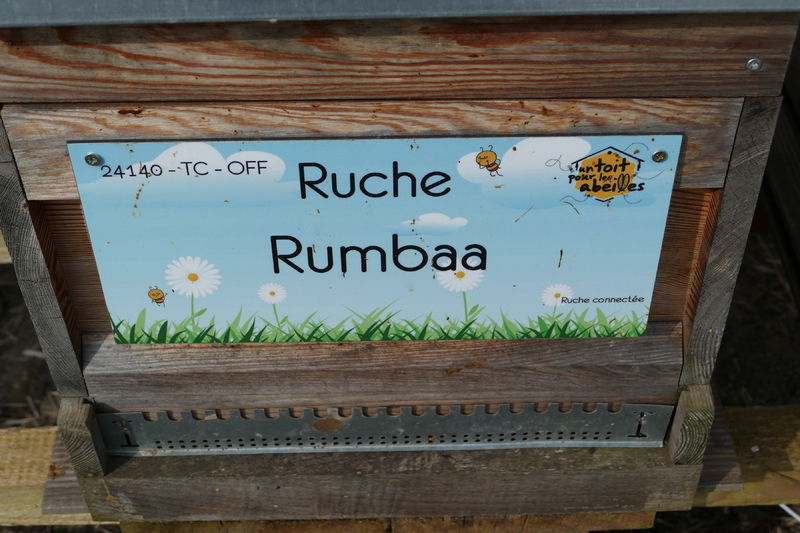 24140 - TC - OFF
Ruche
Rumbaa
un toit
pour les
abeilles
Ruche connectée